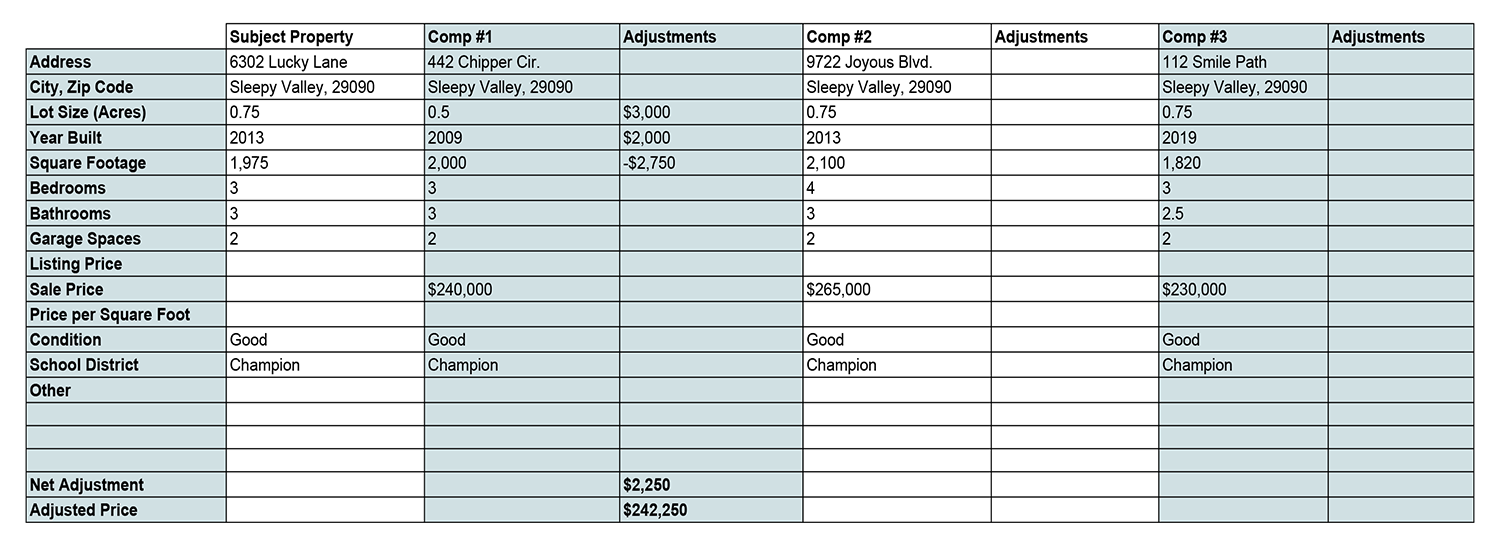 Subject Property Comp #1 Adjustments Comp #2 Adjustments Comp #3 Adjustments
Address 6302 Lucky Lane 442 Chipper Cir. 9722 Joyous Blvd. 112 Smile Path
City, Zip Code Sleepy Valley, 29090 Sleepy Valley, 29090 Sleepy Valley, 29090 Sleepy Valley, 29090
Lot Size (Acres) 0.75 0.5 $3,000 0.75 0.75
Year Built 2013 2009 $2,000 2013 2019
Square Footage 1,975 2,000 -$2,750 2,100 1,820
Bedrooms 3 3 4 3
Bathrooms 3 3 3 2.5
Garage Spaces 2 2 2 2
Listing Price
Sale Price $240,000 $265,000 $230,000
Price per Square Foot
Condition Good Good Good Good
School District Champion Champion Champion Champion
Other
Net Adjustment $2,250
Adjusted Price $242,250